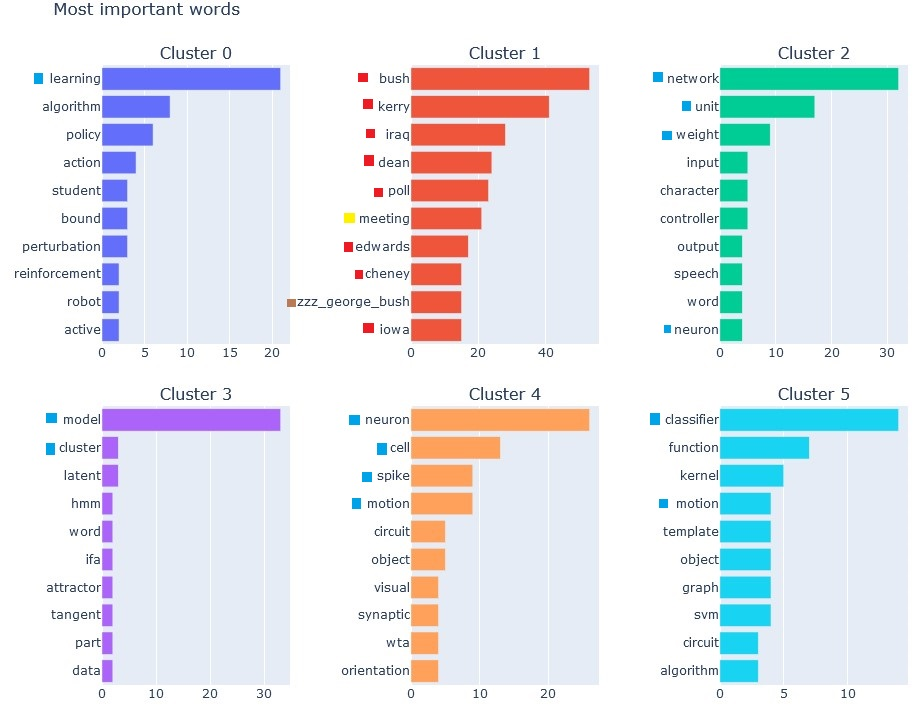 Most important words
Cluster 0
learning
algorithm
policy
action
student
bound
perturbation
reinforcement
robot
active
0 5 10 15 20
Cluster 1
bush
kerry
iraq
dean
poll
meeting
edwards
cheney
zzz_george_bush
iowa
0 20 40
Cluster 2
network
unit
weight
input
character
controller
output
speech
word
neuron
0 10 20 30
Cluster 3
model
cluster
latent
hmm
word
ifa
attractor
tangent
part
data
0 10 20 30
Cluster 4
neuron
cell
spike
motion
circuit
object
visual
synaptic
wta
orientation
0 10 20
Cluster 5
classifier
function
kernel
motion
template
object
graph
svm
circuit
algorithm
0 5 10